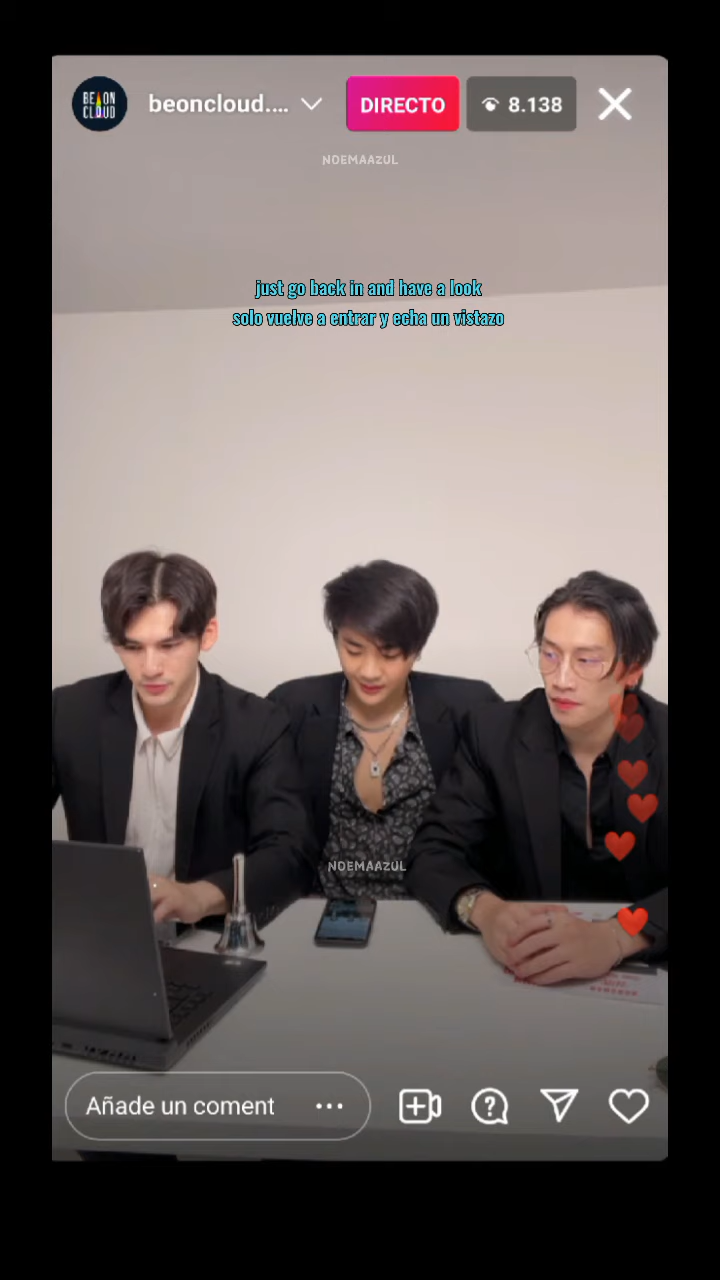 BE ON
CLOUD
beoncloud....
DIRECTO
8.138
NOEMAAZUL
just go back in and have a look
solo vuelve a entrar y echa un vistazo
NOEMAAZUL
Añade un coment